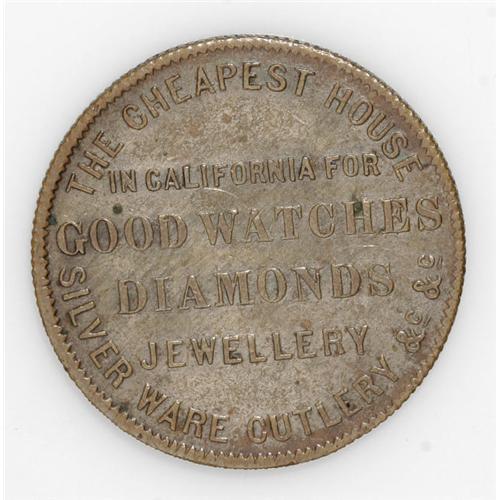 THE CHEAPEST HOUSE
IN CALIFORNIA FOR
GOOD WATCHES
DIAMONDS
JEWELLERY
SILVER WARE CUTLERY &c &c